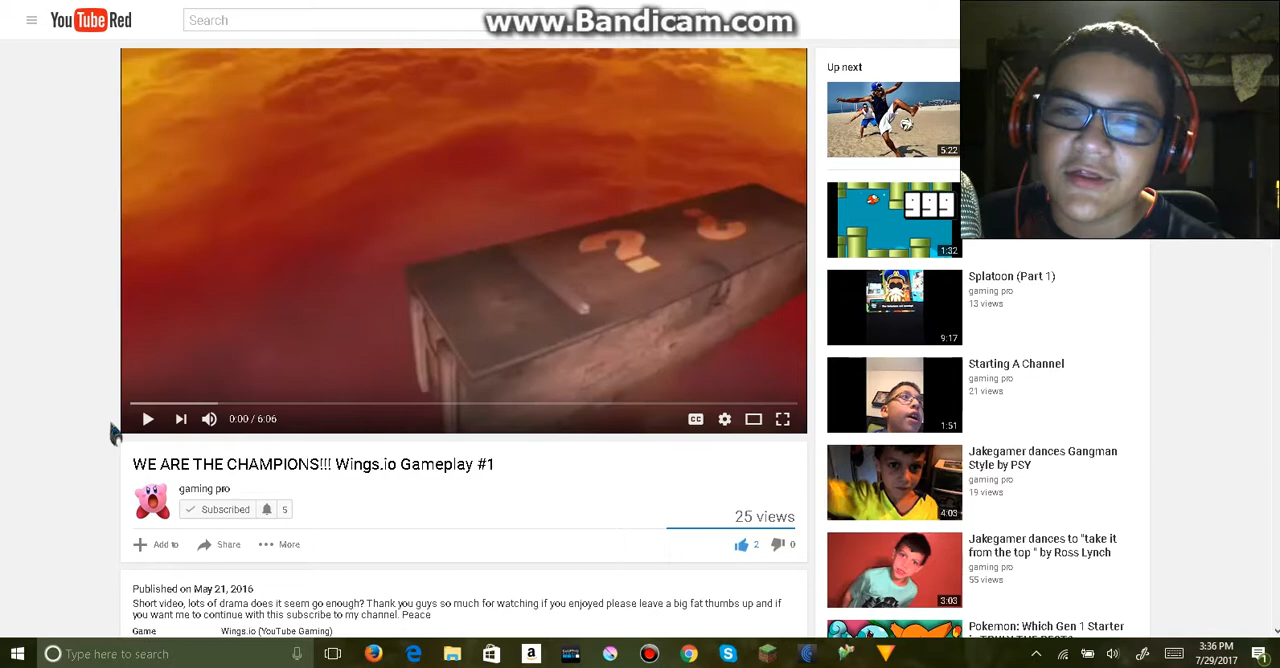 www.Bandicam.com
YouTube Red
Search
Up next
5:22
999
1:32
Splatoon (Part 1)
gaming pro
13 views
9:17
Starting A Channel
gaming pro
21 views
1:51
Jakegamer dances Gangman
Style by PSY
gaming pro
19 views
4:03
Jakegamer dances to "take it
from the top " by Ross Lynch
gaming pro
55 views
3:03
Pokemon: Which Gen 1 Starter
? ?
0:00 / 6:06
CC
WE ARE THE CHAMPIONS!!! Wings.io Gameplay #1
gaming pro
Subscribed 5
25 views
Add to Share More 2 0
Published on May 21, 2016
Short video, lots of drama does it seem go enough? Thank you guys so much for watching if you enjoyed please leave a big fat thumbs up and if
you want me to continue with this subscribe to my channel. Peace
Game Wings.io (YouTube Gaming)
Type here to search
3:36 PM
7/29/2017